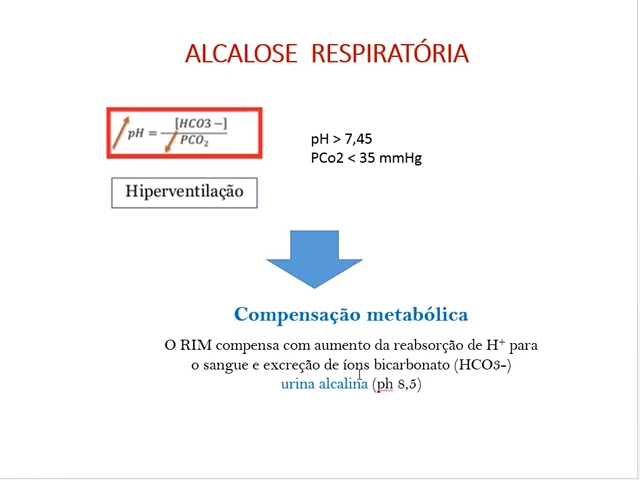 ALCALOSE RESPIRATÓRIA
pH = [HCO3−] / PCO₂
pH > 7,45
PCo2 < 35 mmHg
Hiperventilação
Compensação metabólica
O RIM compensa com aumento da reabsorção de H⁺ para
o sangue e excreção de íons bicarbonato (HCO3-)
urina alcalina (ph 8,5)